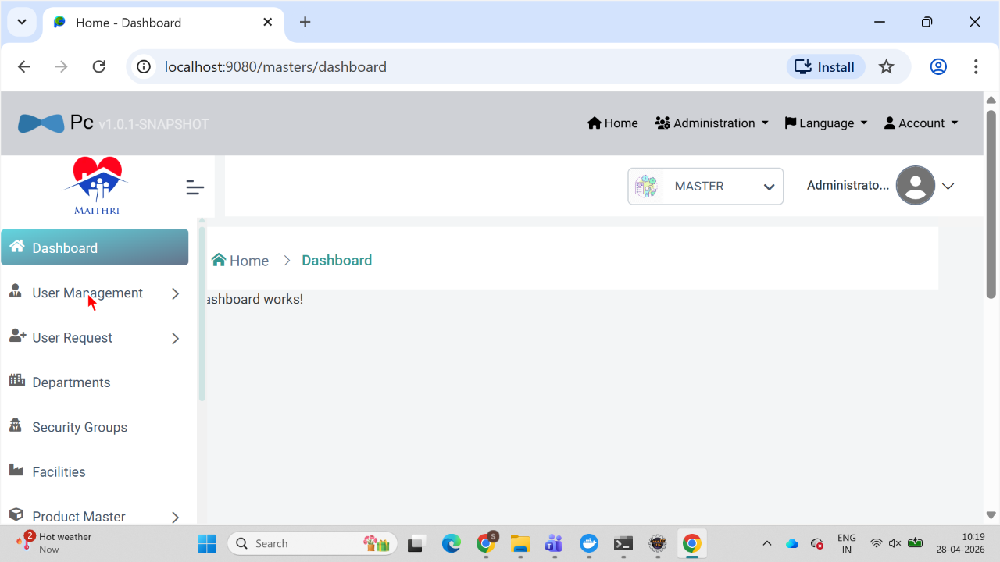 Home - Dashboard
localhost:9080/masters/dashboard
Install
Pc v1.0.1-SNAPSHOT
Home
Administration
Language
Account
MAITHRI
MASTER
Administrato...
Dashboard
Home
Dashboard
ashboard works!
User Management
User Request
Departments
Security Groups
Facilities
Product Master
2
Hot weather
Now
Search
S
ENG
IN
10:19
28-04-2026